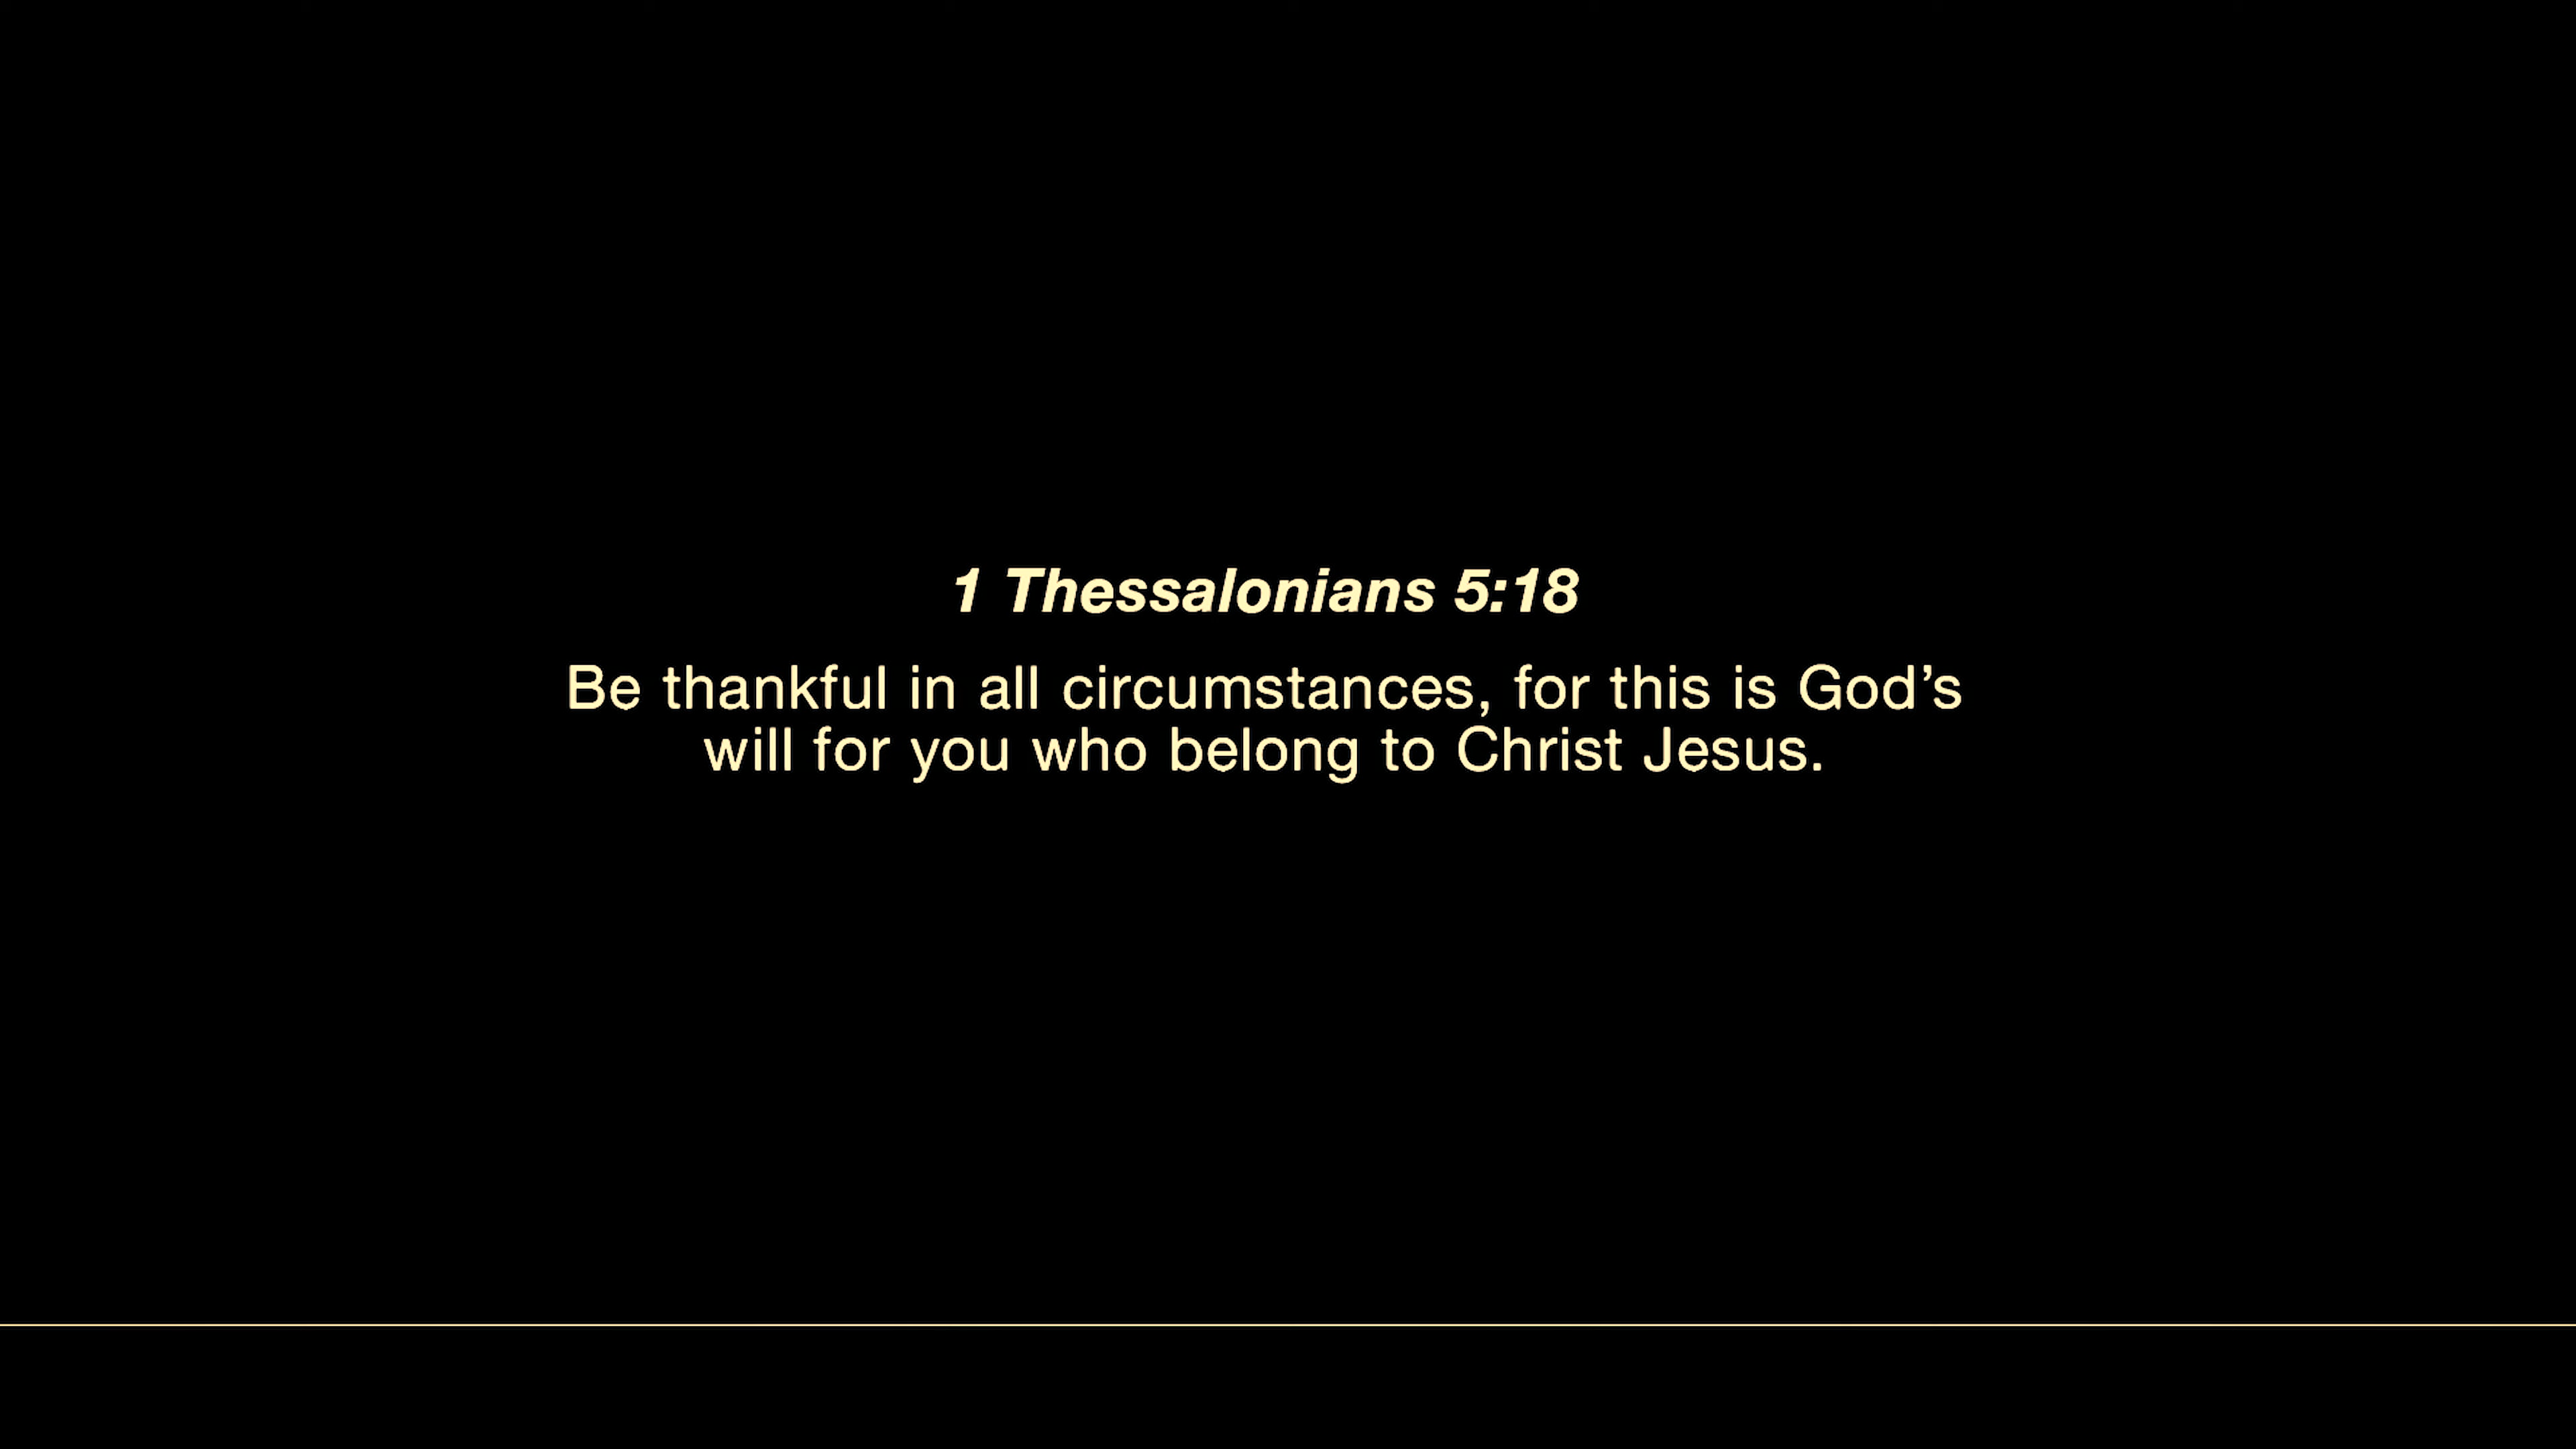 1 Thessalonians 5:18
Be thankful in all circumstances, for this is God’s
will for you who belong to Christ Jesus.